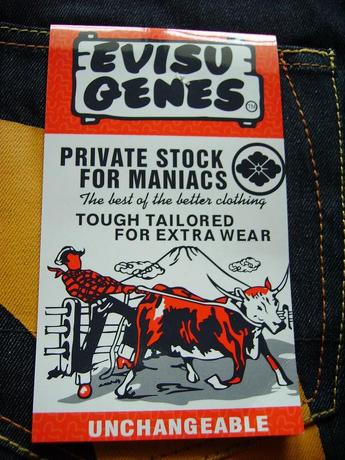 EVISU
GENES
TM
PRIVATE STOCK
FOR MANIACS
The best of the better clothing
TOUGH TAILORED
FOR EXTRA WEAR
UNCHANGEABLE